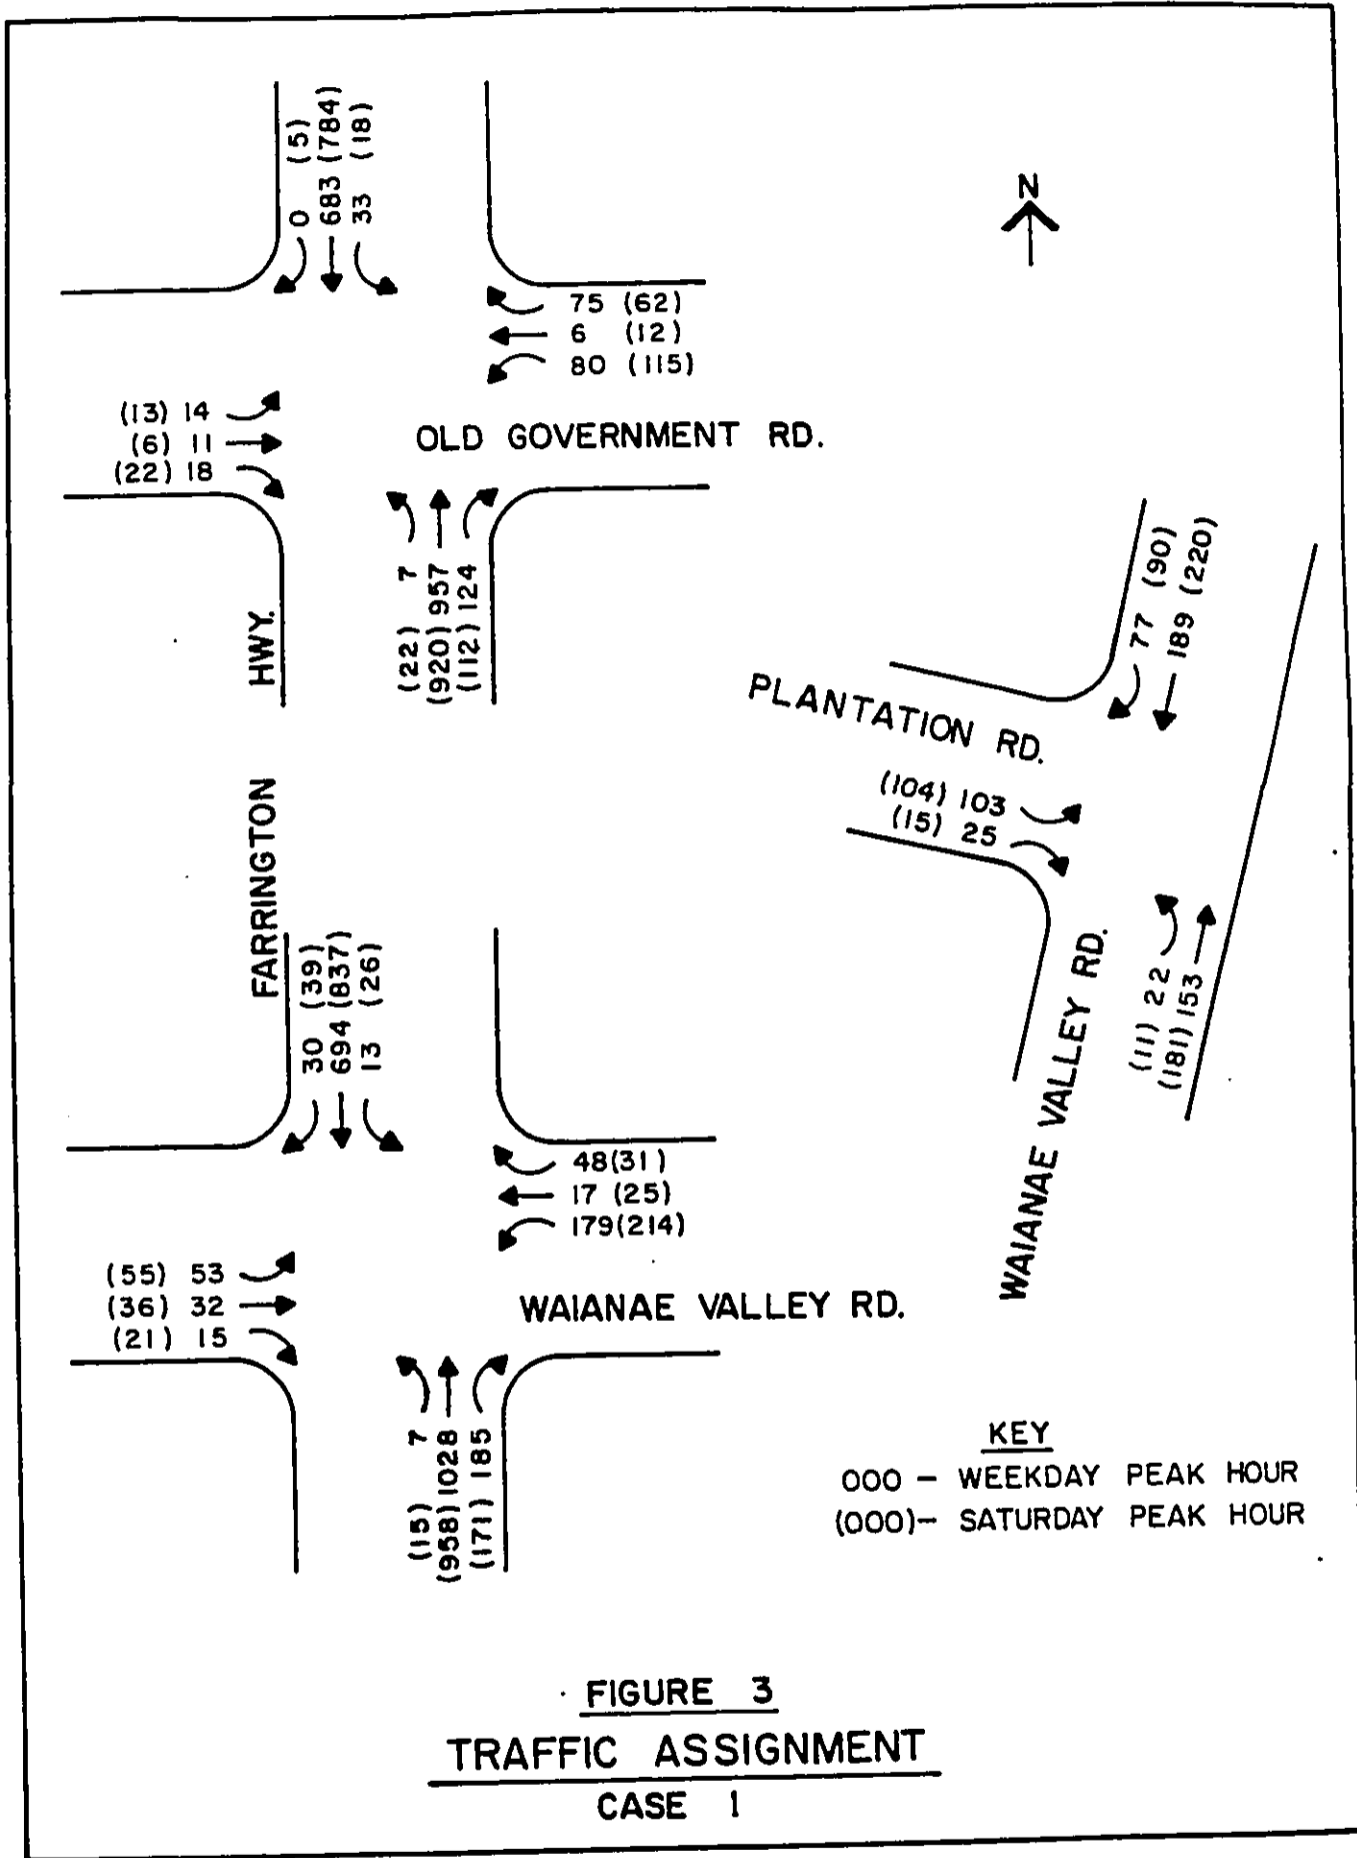 0 (5)
683 (784)
33 (18)
N
75 (62)
6 (12)
80 (115)
(13) 14
(6) 11
(22) 18
OLD GOVERNMENT RD.
(22) 7
(920) 957
(112) 124
FARRINGTON HWY.
77 (90)
189 (220)
PLANTATION RD.
(104) 103
(15) 25
(11) 22
(181) 153
WAIANAE VALLEY RD.
30 (39)
694 (837)
13 (26)
48(31)
17 (25)
179(214)
(55) 53
(36) 32
(21) 15
WAIANAE VALLEY RD.
(15) 7
(958) 1028
(171) 185
KEY
000 - WEEKDAY PEAK HOUR
(000)- SATURDAY PEAK HOUR
FIGURE 3
TRAFFIC ASSIGNMENT
CASE 1